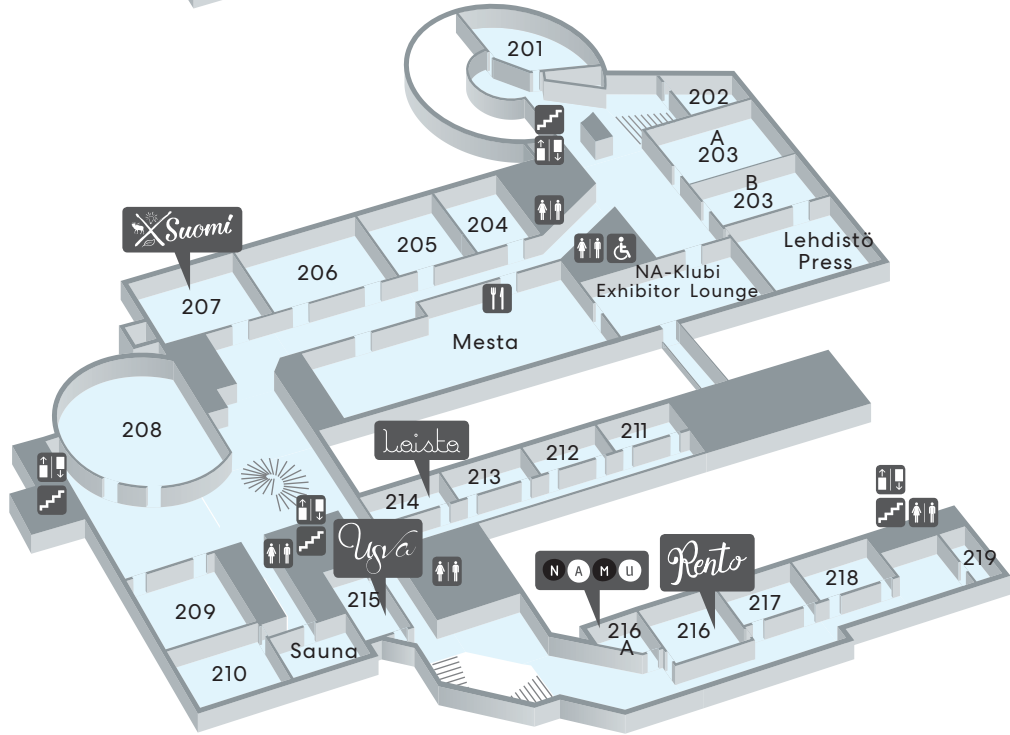 201
202
A
203
B
203
204
205
206
Suomi
207
Lehdistö
Press
NA-Klubi
Exhibitor Lounge
Mesta
208
Loisto
211
212
213
214
Usva
215
209
210
Sauna
NAMU
Rento
216
A
216
217
218
219